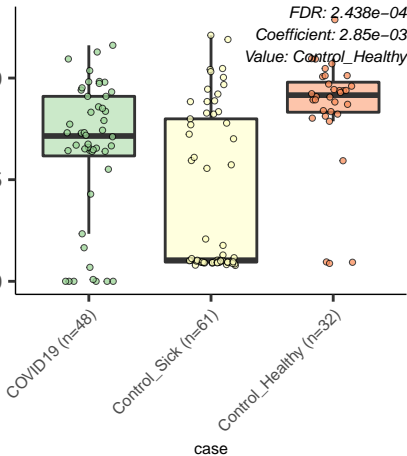 FDR: 2.438e−04
Coefficient: 2.85e−03
Value: Control_Healthy
COVID19 (n=48)
Control_Sick (n=61)
Control_Healthy (n=32)
case